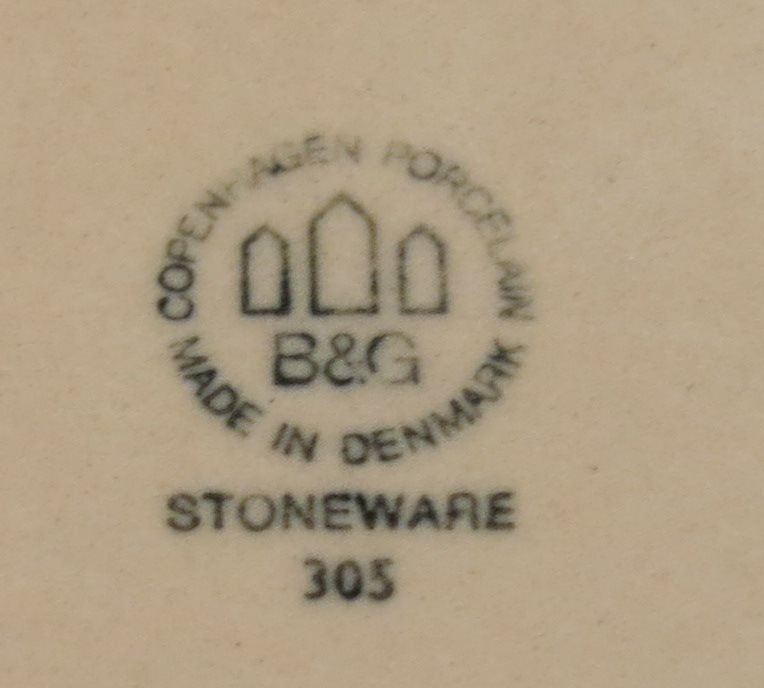 COPENHAGEN PORCELAIN
B&G
MADE IN DENMARK
STONEWARE
305